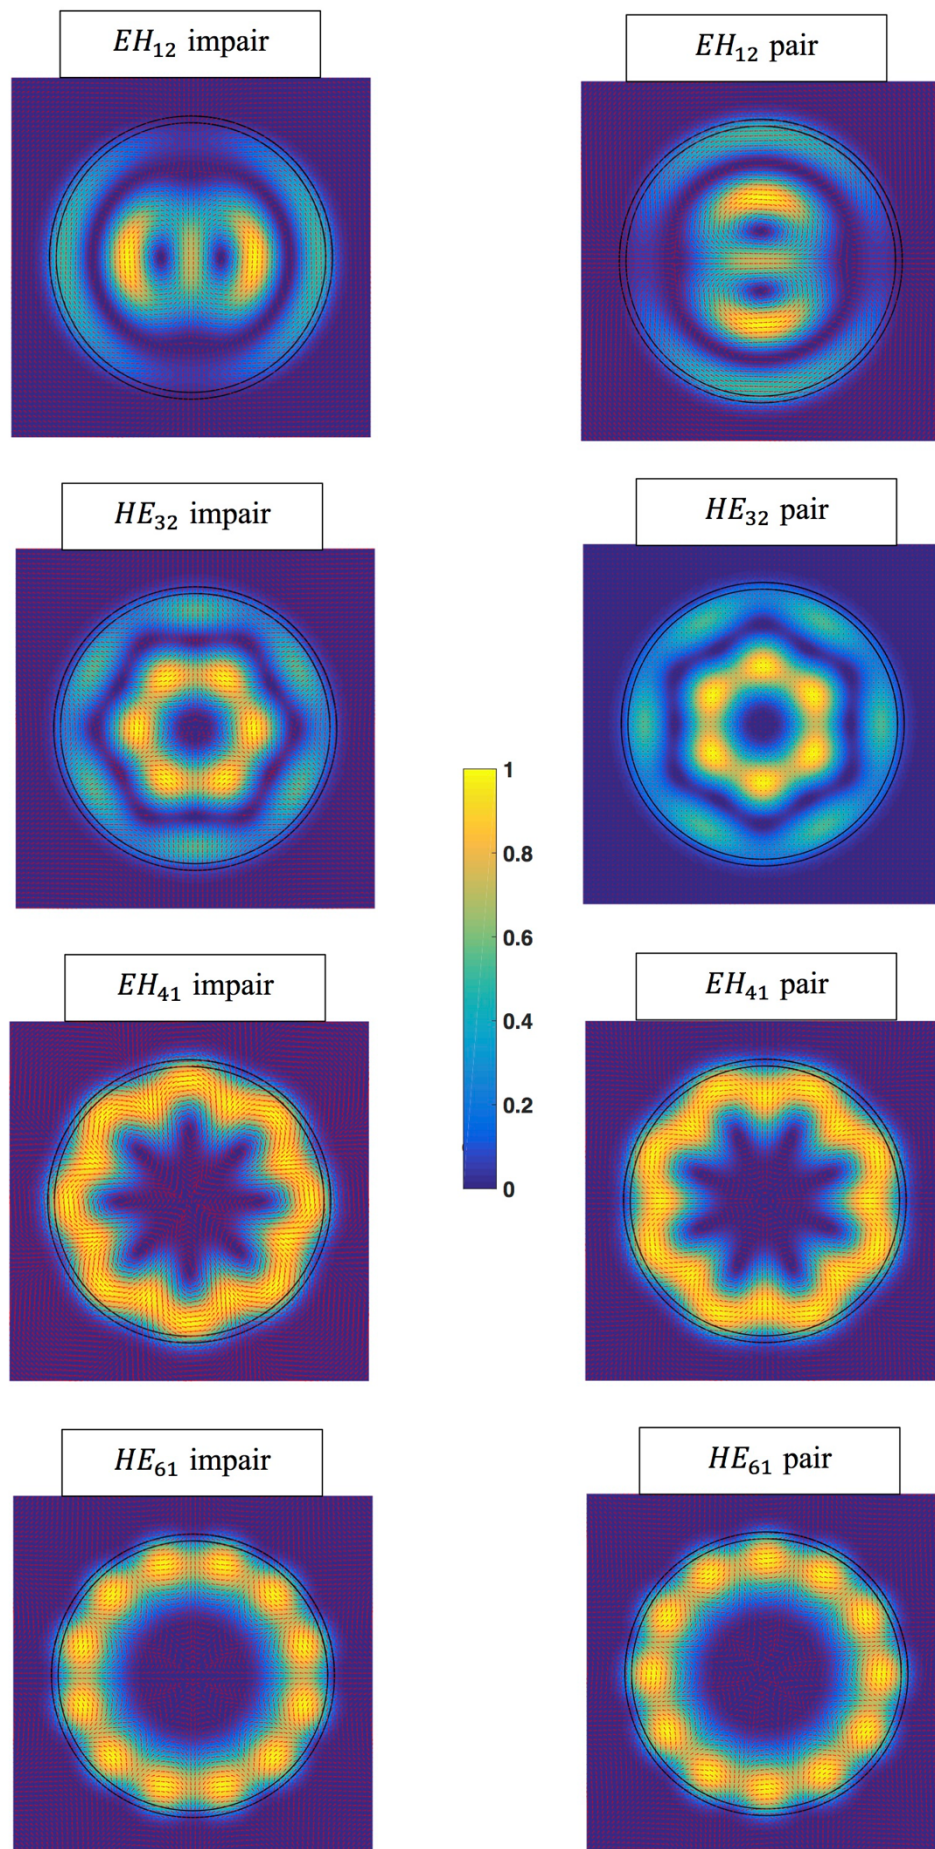 EH₁₂ impair
EH₁₂ pair
HE₃₂ impair
HE₃₂ pair
1
0.8
0.6
0.4
0.2
0
EH₄₁ impair
EH₄₁ pair
HE₆₁ impair
HE₆₁ pair